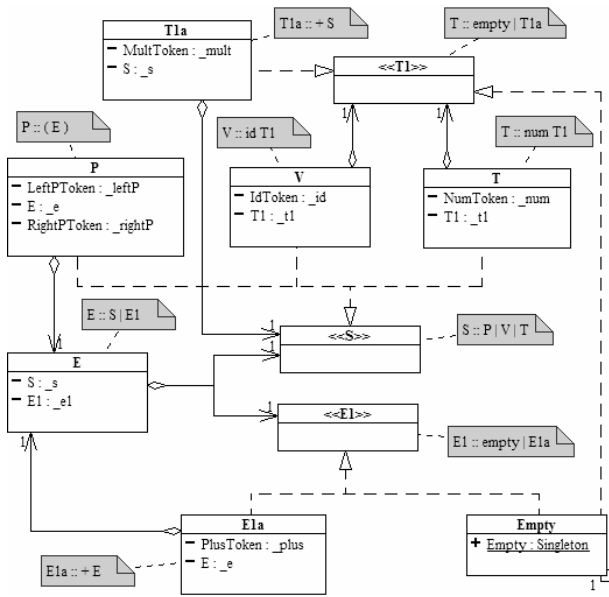 T1a
MultToken : _mult
S : _s
T1a :: + S
T :: empty | T1a
<<T1>>
1
1
P :: ( E )
V :: id T1
T :: num T1
P
LeftPToken : _leftP
E : _e
RightPToken : _rightP
V
IdToken : _id
T1 : _t1
T
NumToken : _num
T1 : _t1
E :: S | E1
1
1
1
<<S>>
S :: P | V | T
E
S : _s
E1 : _e1
1
<<E1>>
E1 :: empty | E1a
1
E1a
PlusToken : _plus
E : _e
E1a :: + E
Empty
+ Empty : Singleton
1